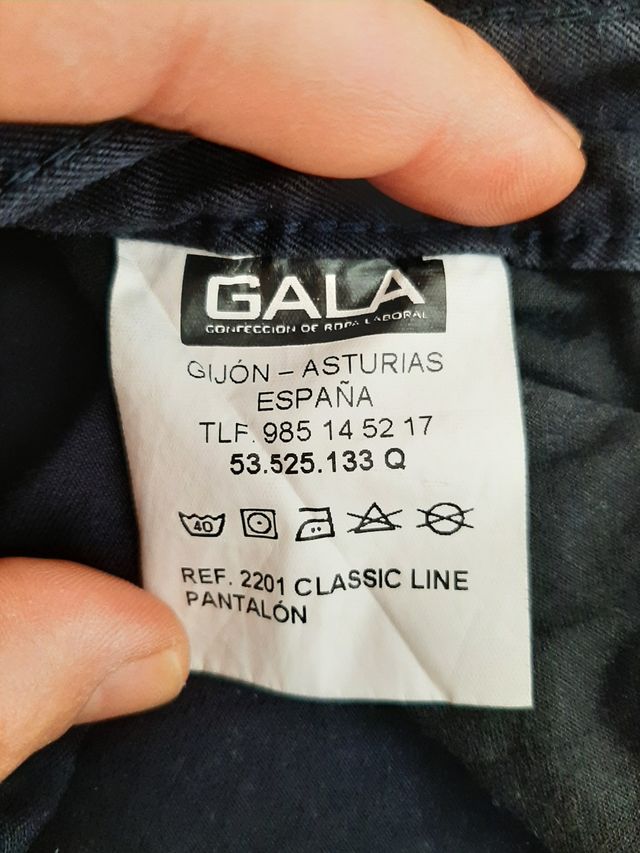 GALA
CONFECCIÓN DE ROPA LABORAL
GIJÓN – ASTURIAS
ESPAÑA
TLF. 985 14 52 17
53.525.133 Q
40
REF. 2201 CLASSIC LINE
PANTALÓN